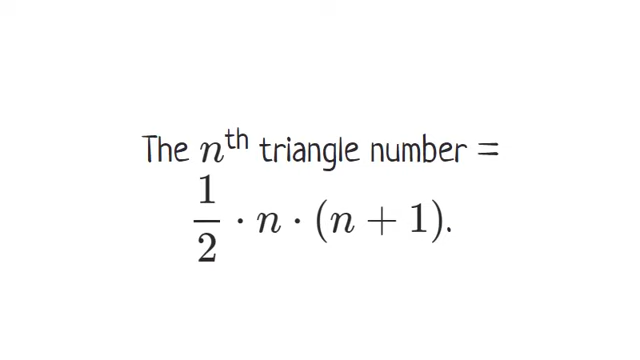 The nᵗʰ triangle number =
1/2 · n · (n + 1).